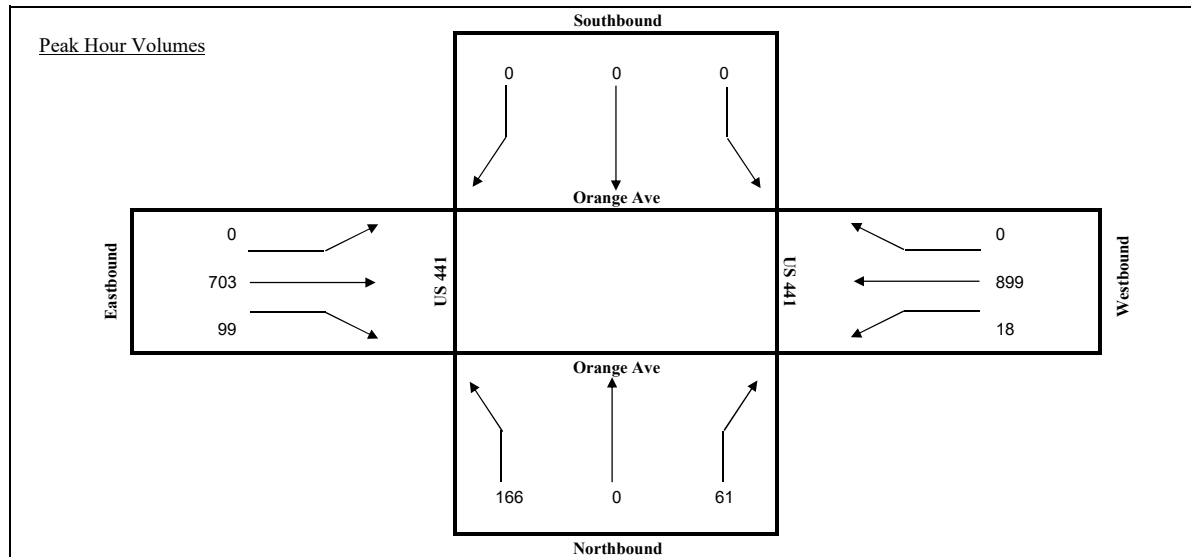 Southbound
Peak Hour Volumes
0 0 0
Orange Ave
Eastbound
0
703
99
US 441
US 441
0
899
18
Westbound
Orange Ave
166 0 61
Northbound